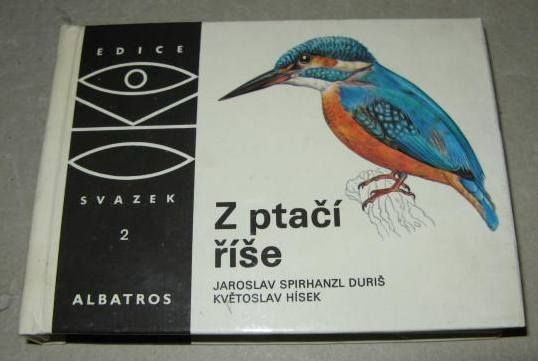 EDICE
OKO
SVAZEK
2
ALBATROS
Z ptačí
říše
JAROSLAV SPIRHANZL DURIŠ
KVĚTOSLAV HÍSEK